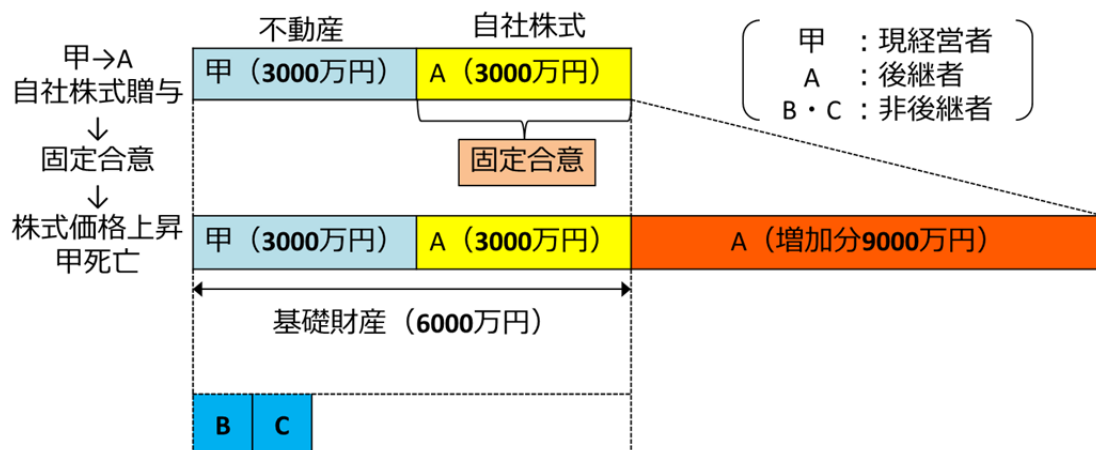 不動産
自社株式
甲→A
自社株式贈与
↓
固定合意
↓
株式価格上昇
甲死亡
甲（3000万円）
A（3000万円）
固定合意
甲 ：現経営者
A ：後継者
B・C ：非後継者
甲（3000万円）
A（3000万円）
A（増加分9000万円）
基礎財産（6000万円）
B
C